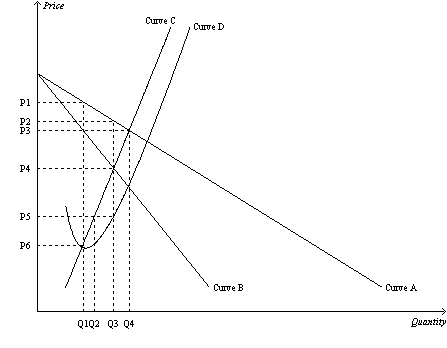 Price
Curve C
Curve D
P1
P2
P3
P4
P5
P6
Curve B
Curve A
Q1Q2 Q3 Q4 Quantity